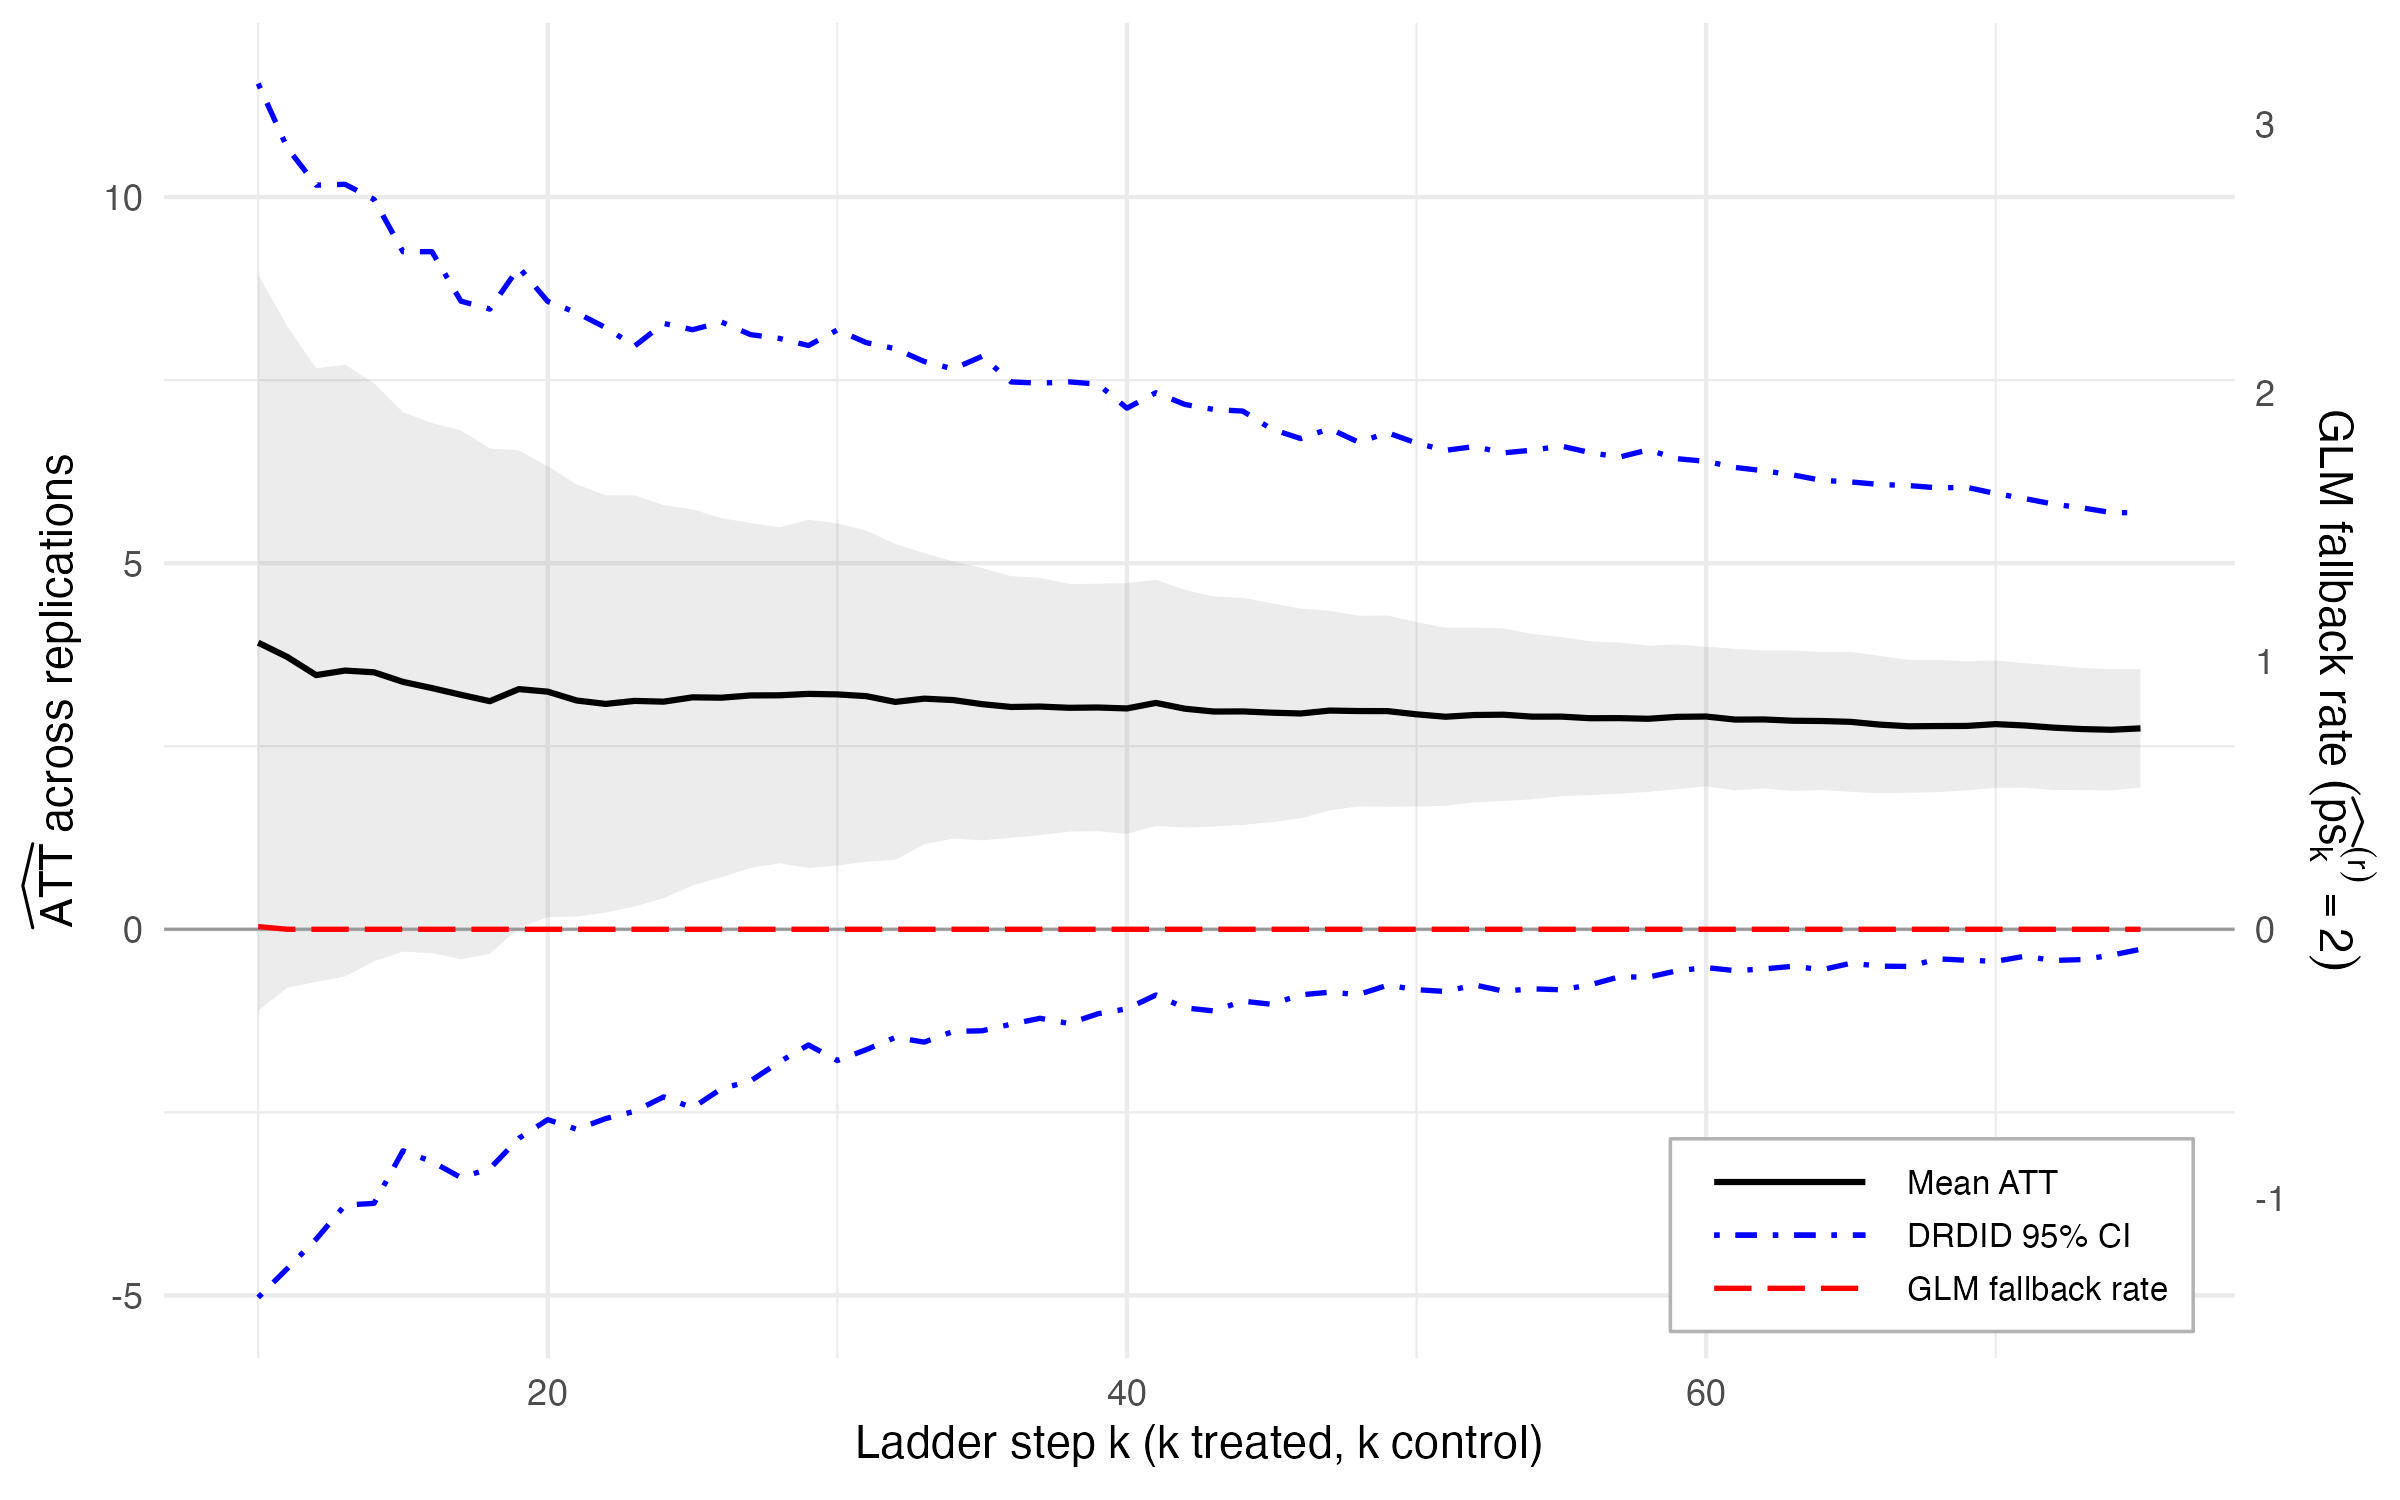 10
5
0
-5
ATT across replications
20
40
60
Ladder step k (k treated, k control)
3
2
1
0
-1
GLM fallback rate (psₖ⁽ʳ⁾ = 2)
Mean ATT
DRDID 95% CI
GLM fallback rate